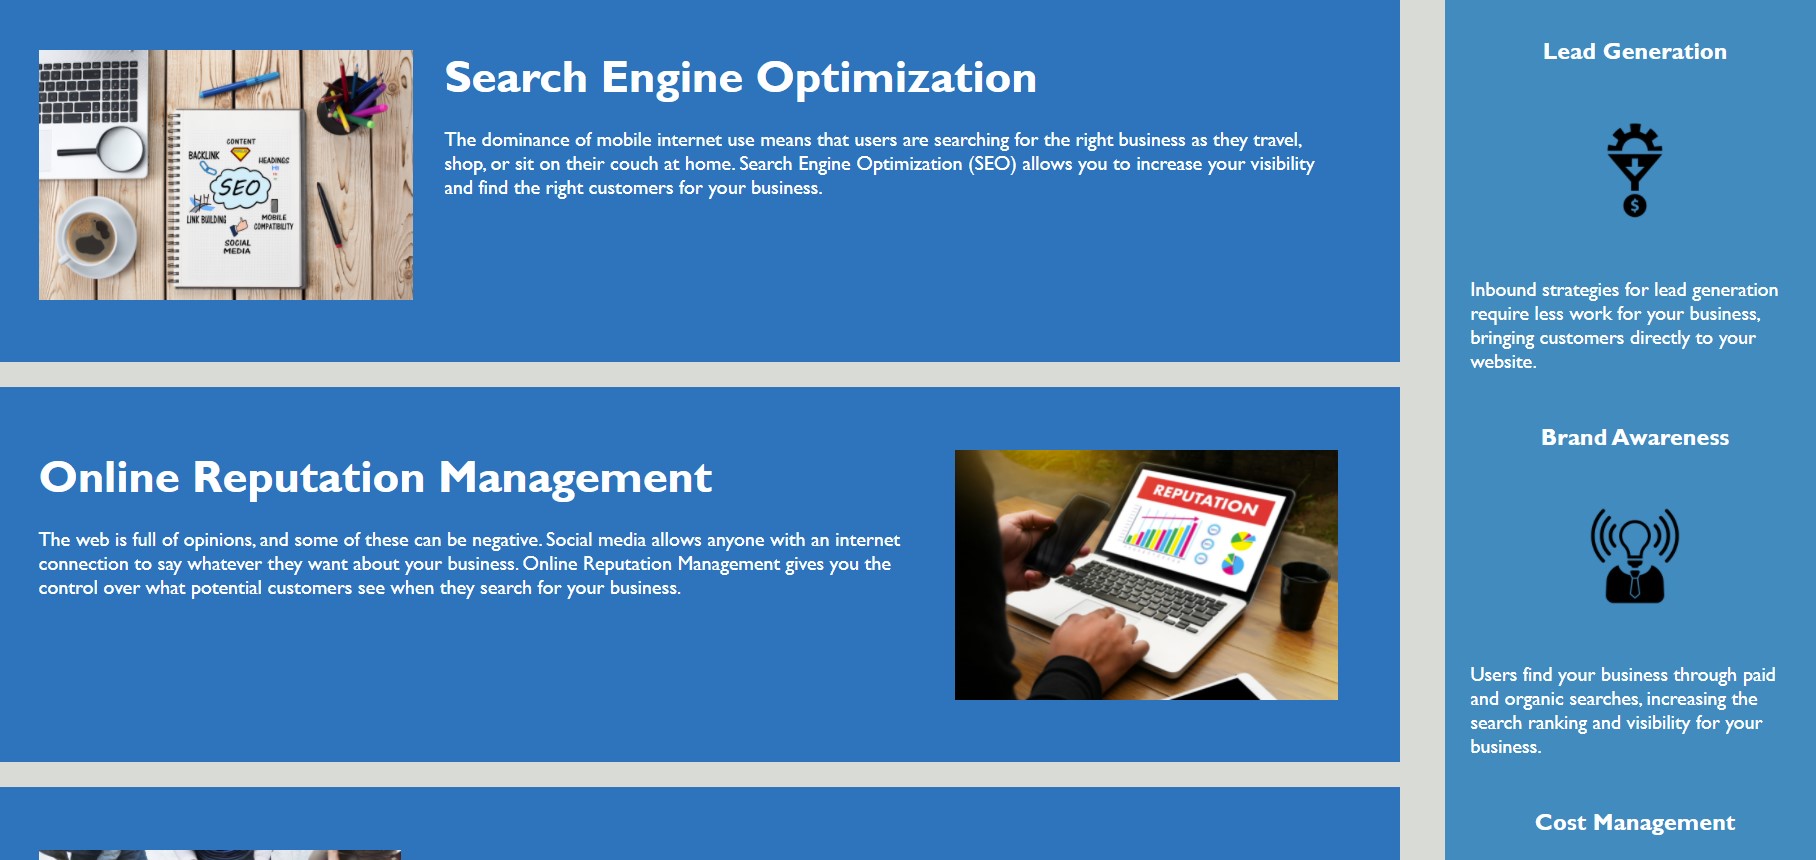 Search Engine Optimization
The dominance of mobile internet use means that users are searching for the right business as they travel,
shop, or sit on their couch at home. Search Engine Optimization (SEO) allows you to increase your visibility
and find the right customers for your business.
CONTENT
BACKLINK
HEADINGS
SEO
LINK BUILDING
MOBILE
COMPATIBILITY
SOCIAL
MEDIA
Online Reputation Management
The web is full of opinions, and some of these can be negative. Social media allows anyone with an internet
connection to say whatever they want about your business. Online Reputation Management gives you the
control over what potential customers see when they search for your business.
REPUTATION
Lead Generation
$
Inbound strategies for lead generation
require less work for your business,
bringing customers directly to your
website.
Brand Awareness
Users find your business through paid
and organic searches, increasing the
search ranking and visibility for your
business.
Cost Management